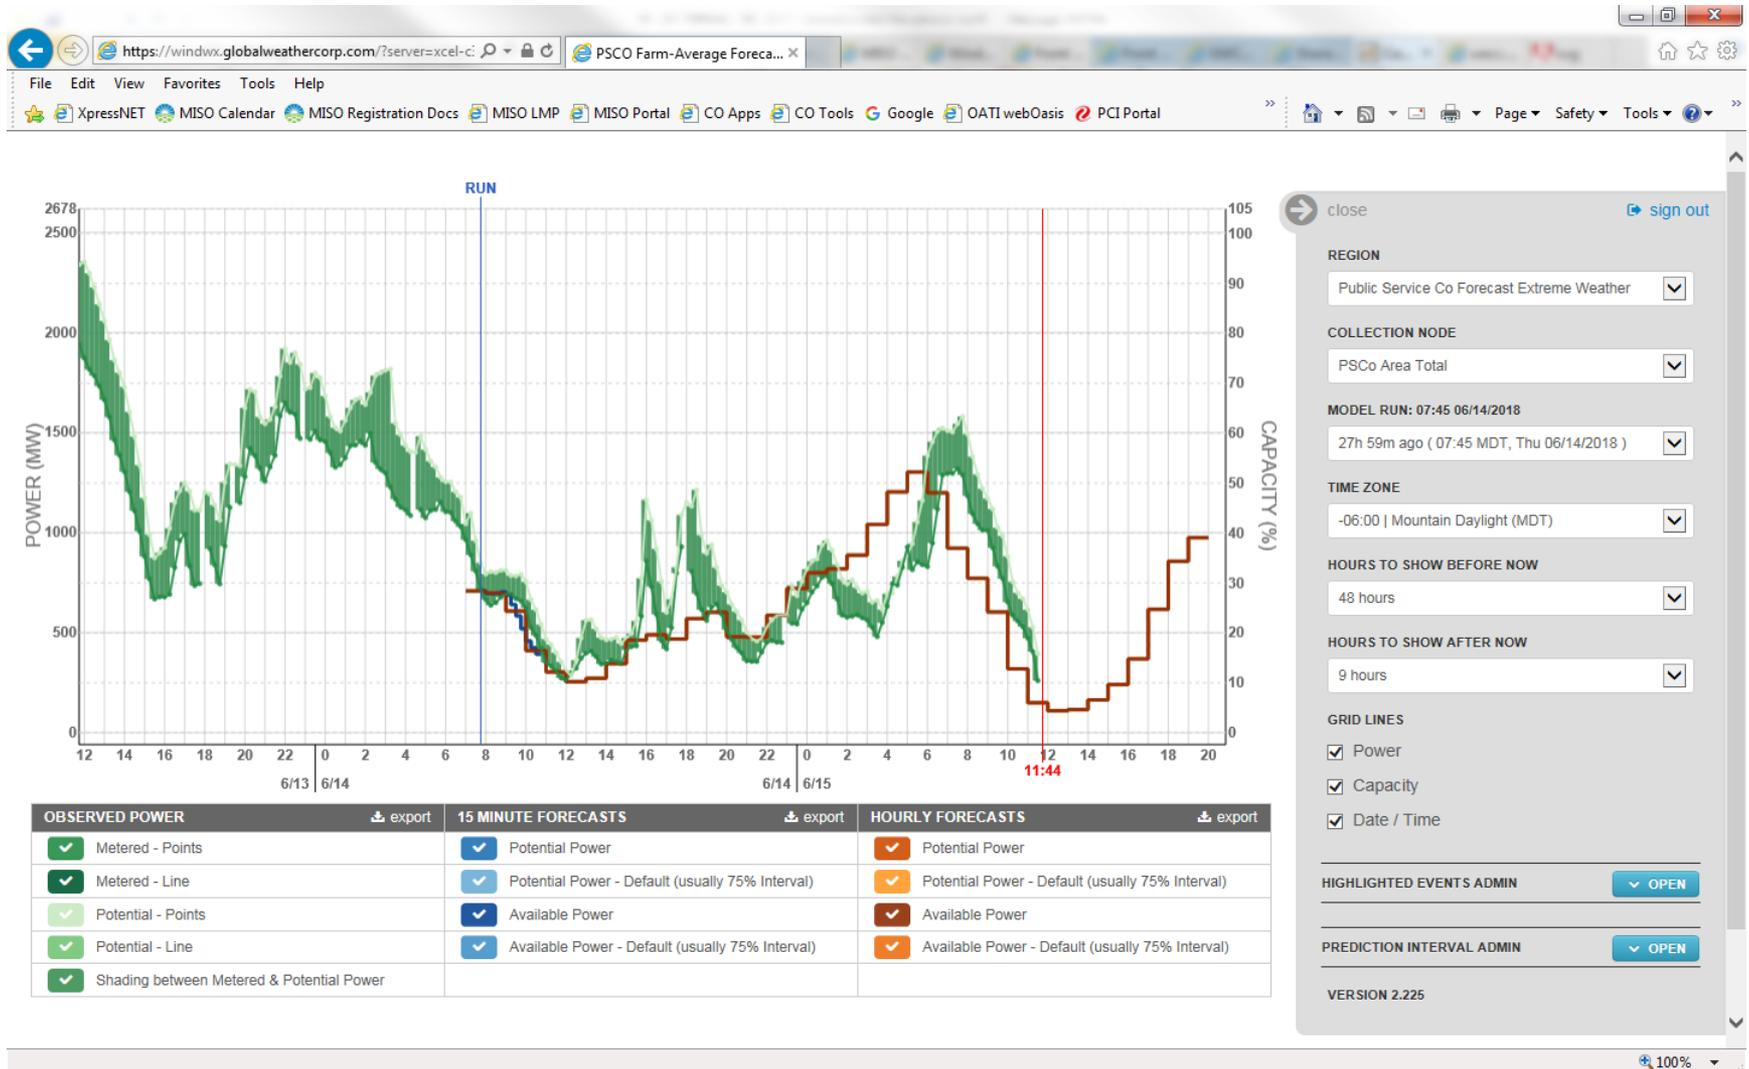 https://windwx.globalweathercorp.com/?server=xcel-c
PSCO Farm-Average Foreca...
File Edit View Favorites Tools Help
XpressNET MISO Calendar MISO Registration Docs MISO LMP MISO Portal CO Apps CO Tools Google OATI webOasis PCI Portal
Page Safety Tools
RUN
2678
2500
2000
1500
1000
500
0
POWER (MW)
105
100
90
80
70
60
50
40
30
20
10
0
CAPACITY (%)
12 14 16 18 20 22 0 2 4 6 8 10 12 14 16 18 20 22 0 2 4 6 8 10 12 14 16 18 20
11:44
6/13 6/14 6/14 6/15
OBSERVED POWER export 15 MINUTE FORECASTS export HOURLY FORECASTS export
Metered - Points Potential Power Potential Power
Metered - Line Potential Power - Default (usually 75% Interval) Potential Power - Default (usually 75% Interval)
Potential - Points Available Power Available Power
Potential - Line Available Power - Default (usually 75% Interval) Available Power - Default (usually 75% Interval)
Shading between Metered & Potential Power
close sign out
REGION
Public Service Co Forecast Extreme Weather
COLLECTION NODE
PSCo Area Total
MODEL RUN: 07:45 06/14/2018
27h 59m ago ( 07:45 MDT, Thu 06/14/2018 )
TIME ZONE
-06:00 | Mountain Daylight (MDT)
HOURS TO SHOW BEFORE NOW
48 hours
HOURS TO SHOW AFTER NOW
9 hours
GRID LINES
Power
Capacity
Date / Time
HIGHLIGHTED EVENTS ADMIN OPEN
PREDICTION INTERVAL ADMIN OPEN
VERSION 2.225
100%